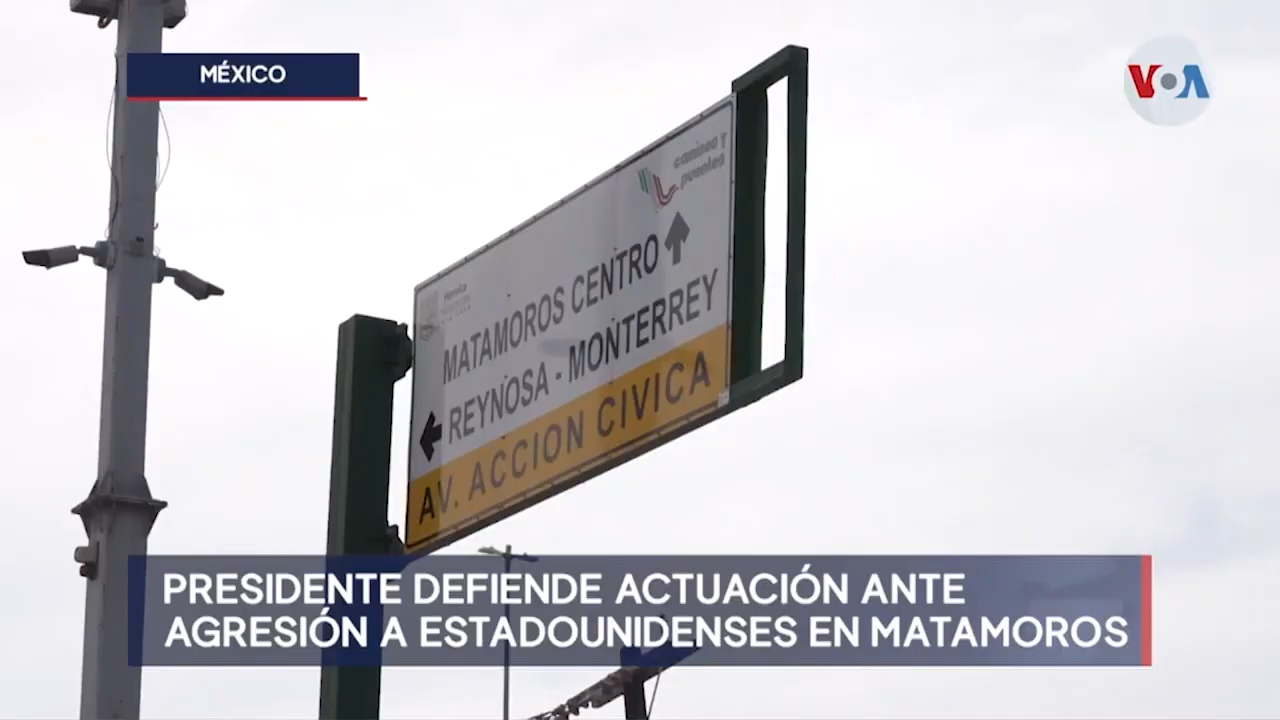 MÉXICO
VOA
caminos y
puentes
Heroica
MATAMOROS CENTRO
REYNOSA - MONTERREY
AV. ACCION CIVICA
PRESIDENTE DEFIENDE ACTUACIÓN ANTE
AGRESIÓN A ESTADOUNIDENSES EN MATAMOROS